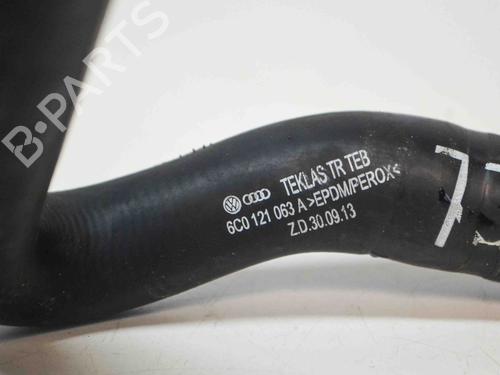 B-Parts
TEKLAS TR TEB
6C0 121 063 A >EPDM/PEROX<
Z.D.30.09.13